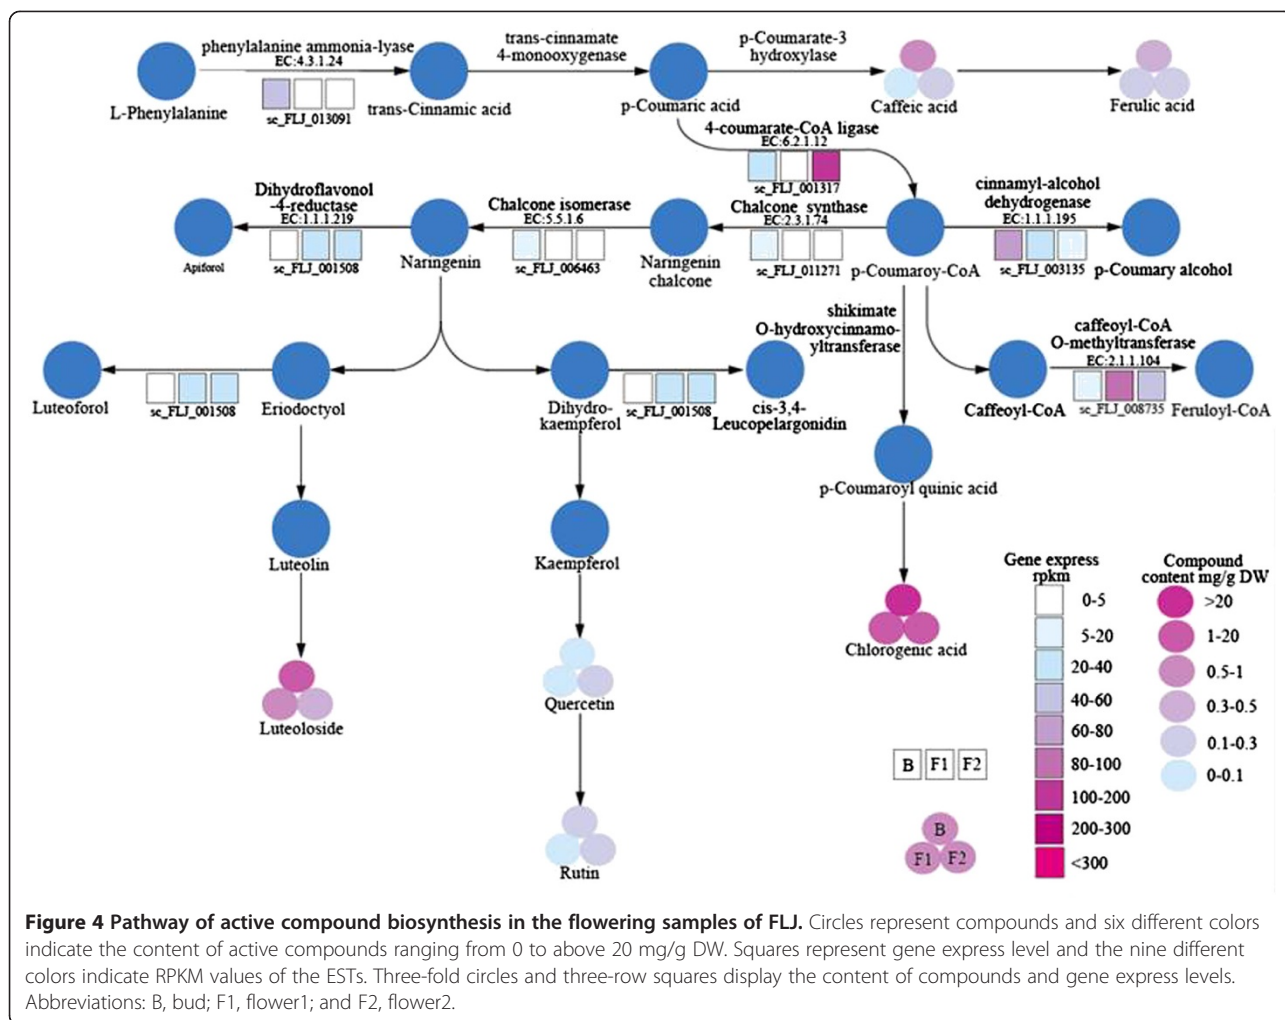 phenylalanine ammonia-lyase
EC:4.3.1.24
sc_FLJ_013091
L-Phenylalanine
trans-Cinnamic acid
trans-cinnamate
4-monooxygenase
p-Coumaric acid
p-Coumarate-3
hydroxylase
Caffeic acid
Ferulic acid
4-coumarate-CoA ligase
EC:6.2.1.12
sc_FLJ_001317
Dihydroflavonol
-4-reductase
EC:1.1.1.219
sc_FLJ_001508
Apiforol
Naringenin
Chalcone isomerase
EC:5.5.1.6
sc_FLJ_006463
Naringenin
chalcone
Chalcone synthase
EC:2.3.1.74
sc_FLJ_011271
p-Coumaroy-CoA
cinnamyl-alcohol
dehydrogenase
EC:1.1.1.195
sc_FLJ_003135
p-Coumary alcohol
shikimate
O-hydroxycinnamo-
yltransferase
caffeoyl-CoA
O-methyltransferase
EC:2.1.1.104
sc_FLJ_008735
Caffeoyl-CoA
Feruloyl-CoA
Luteoforol
sc_FLJ_001508
Eriodoctyol
Dihydro-
kaempferol
sc_FLJ_001508
cis-3,4-
Leucopelargonidin
p-Coumaroyl quinic acid
Luteolin
Kaempferol
Chlorogenic acid
Luteoloside
Quercetin
Rutin
Gene express
rpkm
0-5
5-20
20-40
40-60
60-80
80-100
100-200
200-300
<300
Compound
content mg/g DW
>20
1-20
0.5-1
0.3-0.5
0.1-0.3
0-0.1
B F1 F2
B
F1 F2
Figure 4 Pathway of active compound biosynthesis in the flowering samples of FLJ. Circles represent compounds and six different colors
indicate the content of active compounds ranging from 0 to above 20 mg/g DW. Squares represent gene express level and the nine different
colors indicate RPKM values of the ESTs. Three-fold circles and three-row squares display the content of compounds and gene express levels.
Abbreviations: B, bud; F1, flower1; and F2, flower2.